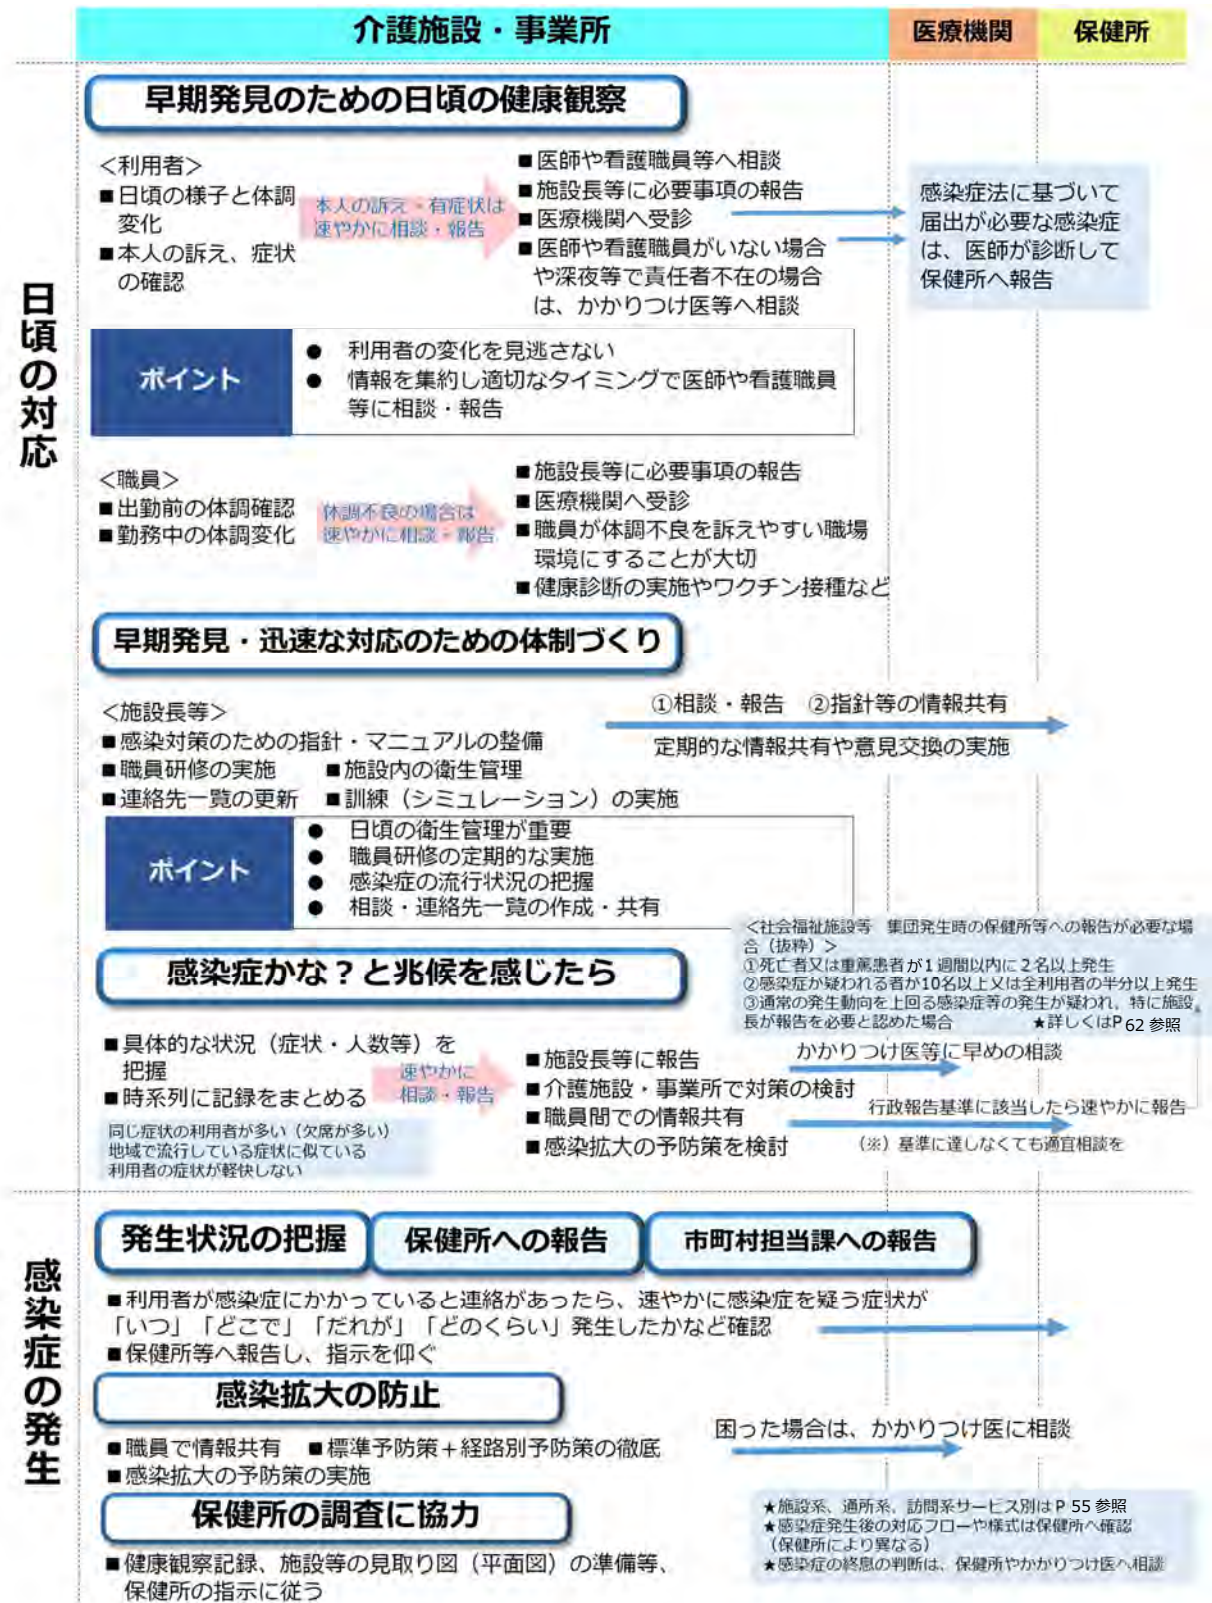 介護施設・事業所
医療機関
保健所
日頃の対応
早期発見のための日頃の健康観察
＜利用者＞
■日頃の様子と体調
変化
■本人の訴え、症状
の確認
本人の訴え・有症状は
速やかに相談・報告
■医師や看護職員等へ相談
■施設長等に必要事項の報告
■医療機関へ受診
■医師や看護職員がいない場合
や深夜等で責任者不在の場合
は、かかりつけ医等へ相談
感染症法に基づいて
届出が必要な感染症
は、医師が診断して
保健所へ報告
ポイント
● 利用者の変化を見逃さない
● 情報を集約し適切なタイミングで医師や看護職員
等に相談・報告
＜職員＞
■出勤前の体調確認
■勤務中の体調変化
体調不良の場合は
速やかに相談・報告
■施設長等に必要事項の報告
■医療機関へ受診
■職員が体調不良を訴えやすい職場
環境にすることが大切
■健康診断の実施やワクチン接種など
早期発見・迅速な対応のための体制づくり
＜施設長等＞
■感染対策のための指針・マニュアルの整備
■職員研修の実施 ■施設内の衛生管理
■連絡先一覧の更新 ■訓練（シミュレーション）の実施
①相談・報告 ②指針等の情報共有
定期的な情報共有や意見交換の実施
ポイント
● 日頃の衛生管理が重要
● 職員研修の定期的な実施
● 感染症の流行状況の把握
● 相談・連絡先一覧の作成・共有
＜社会福祉施設等 集団発生時の保健所等への報告が必要な場
合（抜粋）＞
①死亡者又は重篤患者が1週間以内に2名以上発生
②感染症が疑われる者が10名以上又は全利用者の半分以上発生
③通常の発生動向を上回る感染症等の発生が疑われ、特に施設
長が報告を必要と認めた場合 ★詳しくはP 62 参照
感染症かな？と兆候を感じたら
■具体的な状況（症状・人数等）を
把握
■時系列に記録をまとめる
速やかに
相談・報告
■施設長等に報告
■介護施設・事業所で対策の検討
■職員間での情報共有
■感染拡大の予防策を検討
かかりつけ医等に早めの相談
行政報告基準に該当したら速やかに報告
（※）基準に達しなくても適宜相談を
同じ症状の利用者が多い（欠席が多い）
地域で流行している症状に似ている
利用者の症状が軽快しない
感染症の発生
発生状況の把握
保健所への報告
市町村担当課への報告
■利用者が感染症にかかっていると連絡があったら、速やかに感染症を疑う症状が
「いつ」「どこで」「だれが」「どのくらい」発生したかなど確認
■保健所等へ報告し、指示を仰ぐ
感染拡大の防止
■職員で情報共有 ■標準予防策＋経路別予防策の徹底
■感染拡大の予防策の実施
困った場合は、かかりつけ医に相談
保健所の調査に協力
■健康観察記録、施設等の見取り図（平面図）の準備等、
保健所の指示に従う
★施設系、通所系、訪問系サービス別はP 55 参照
★感染症発生後の対応フローや様式は保健所へ確認
（保健所により異なる）
★感染症の終息の判断は、保健所やかかりつけ医へ相談